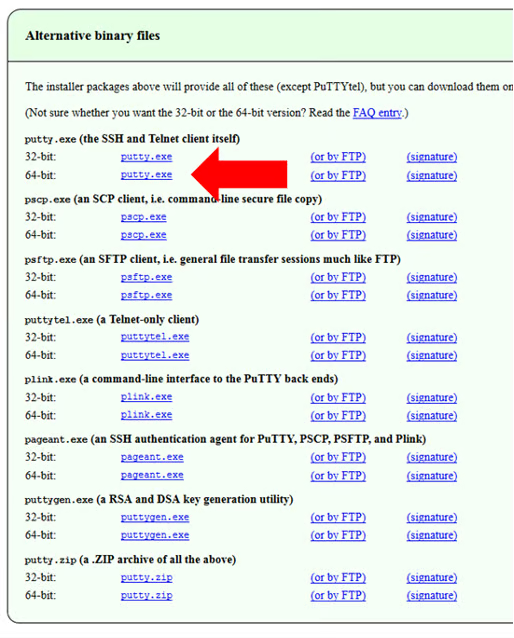 Alternative binary files
The installer packages above will provide all of these (except PuTTYtel), but you can download them on
(Not sure whether you want the 32-bit or the 64-bit version? Read the FAQ entry.)
putty.exe (the SSH and Telnet client itself)
32-bit: putty.exe (or by FTP) (signature)
64-bit: putty.exe (or by FTP) (signature)
pscp.exe (an SCP client, i.e. command-line secure file copy)
32-bit: pscp.exe (or by FTP) (signature)
64-bit: pscp.exe (or by FTP) (signature)
psftp.exe (an SFTP client, i.e. general file transfer sessions much like FTP)
32-bit: psftp.exe (or by FTP) (signature)
64-bit: psftp.exe (or by FTP) (signature)
puttytel.exe (a Telnet-only client)
32-bit: puttytel.exe (or by FTP) (signature)
64-bit: puttytel.exe (or by FTP) (signature)
plink.exe (a command-line interface to the PuTTY back ends)
32-bit: plink.exe (or by FTP) (signature)
64-bit: plink.exe (or by FTP) (signature)
pageant.exe (an SSH authentication agent for PuTTY, PSCP, PSFTP, and Plink)
32-bit: pageant.exe (or by FTP) (signature)
64-bit: pageant.exe (or by FTP) (signature)
puttygen.exe (a RSA and DSA key generation utility)
32-bit: puttygen.exe (or by FTP) (signature)
64-bit: puttygen.exe (or by FTP) (signature)
putty.zip (a .ZIP archive of all the above)
32-bit: putty.zip (or by FTP) (signature)
64-bit: putty.zip (or by FTP) (signature)